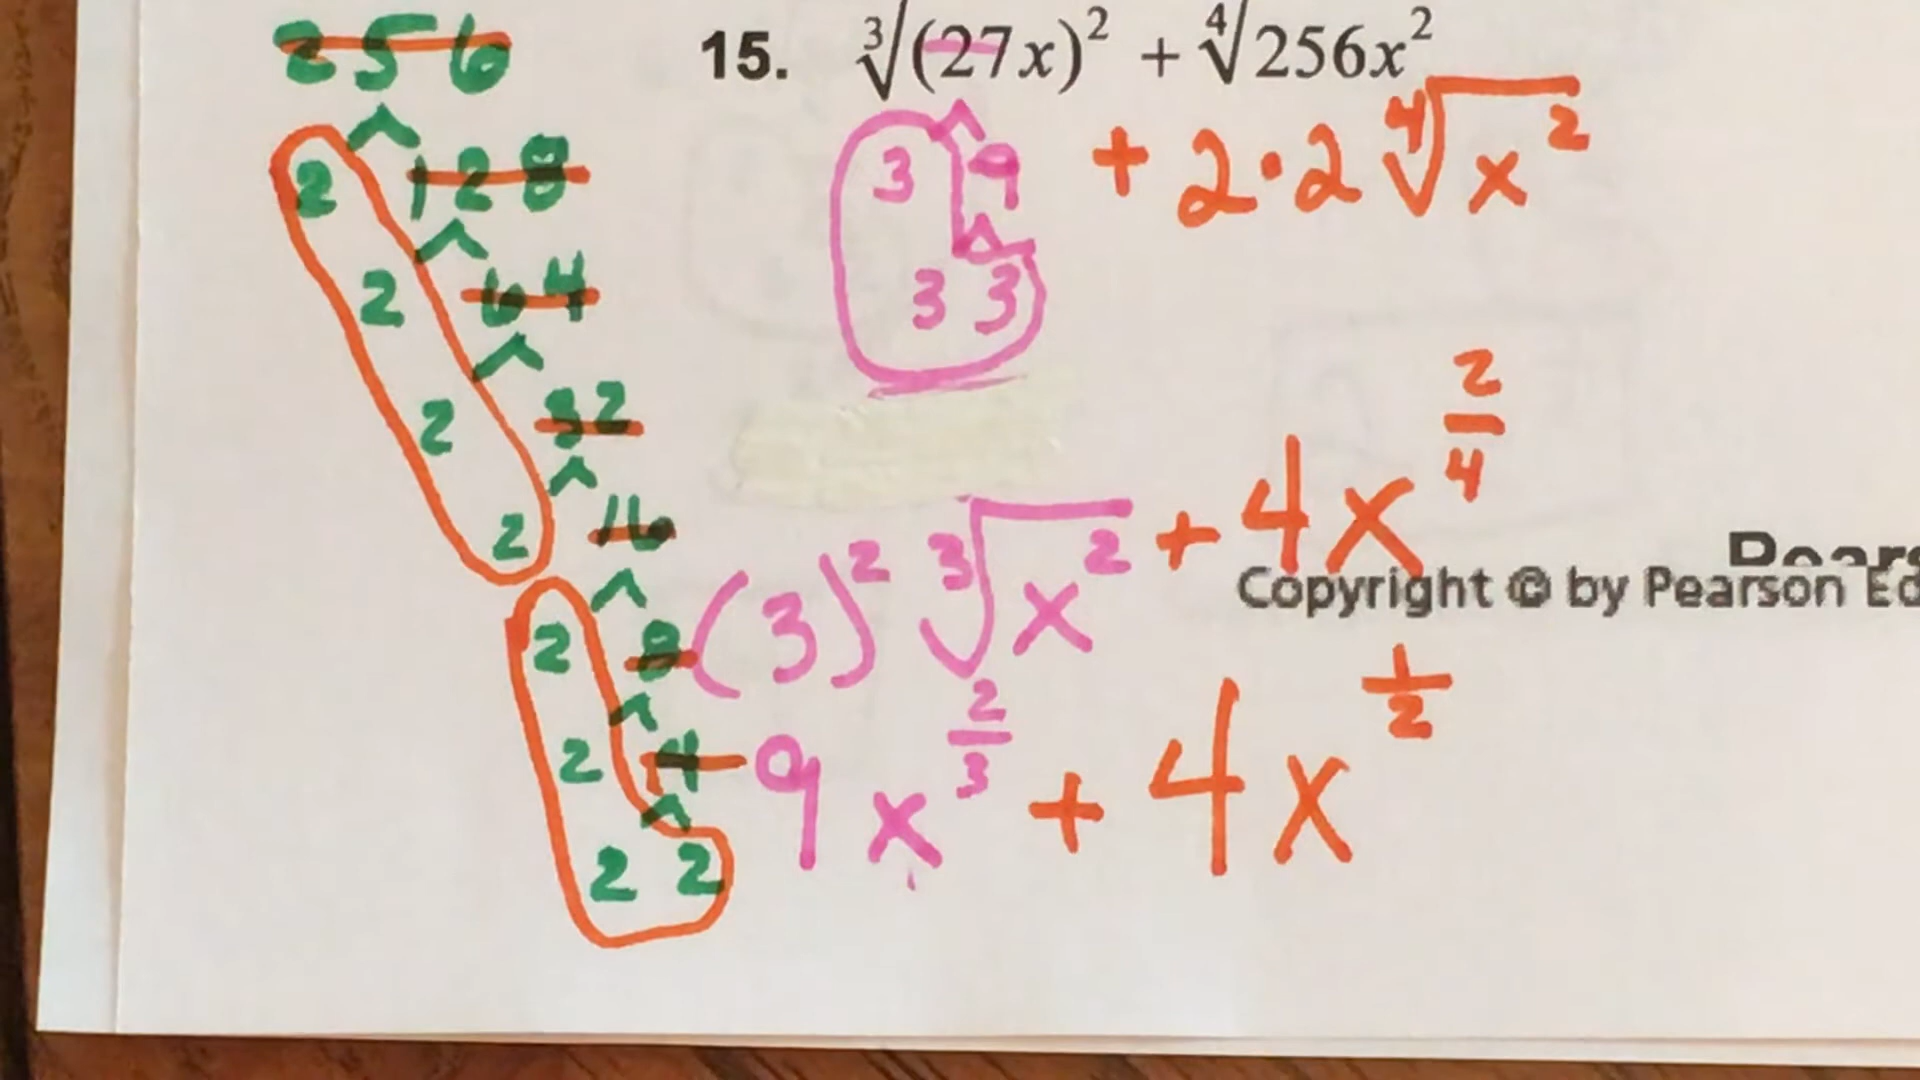 256
15. ∛(27x)² + ∜256x²
2 128
3 9
+ 2·2 ∜x²
2 64
3 3
2 32
2 16
(3)² ∛x² + 4x^(2/4)
Copyright © by Pearson Ed
2 8
2 4
9x^(2/3) + 4x^(1/2)
2 2